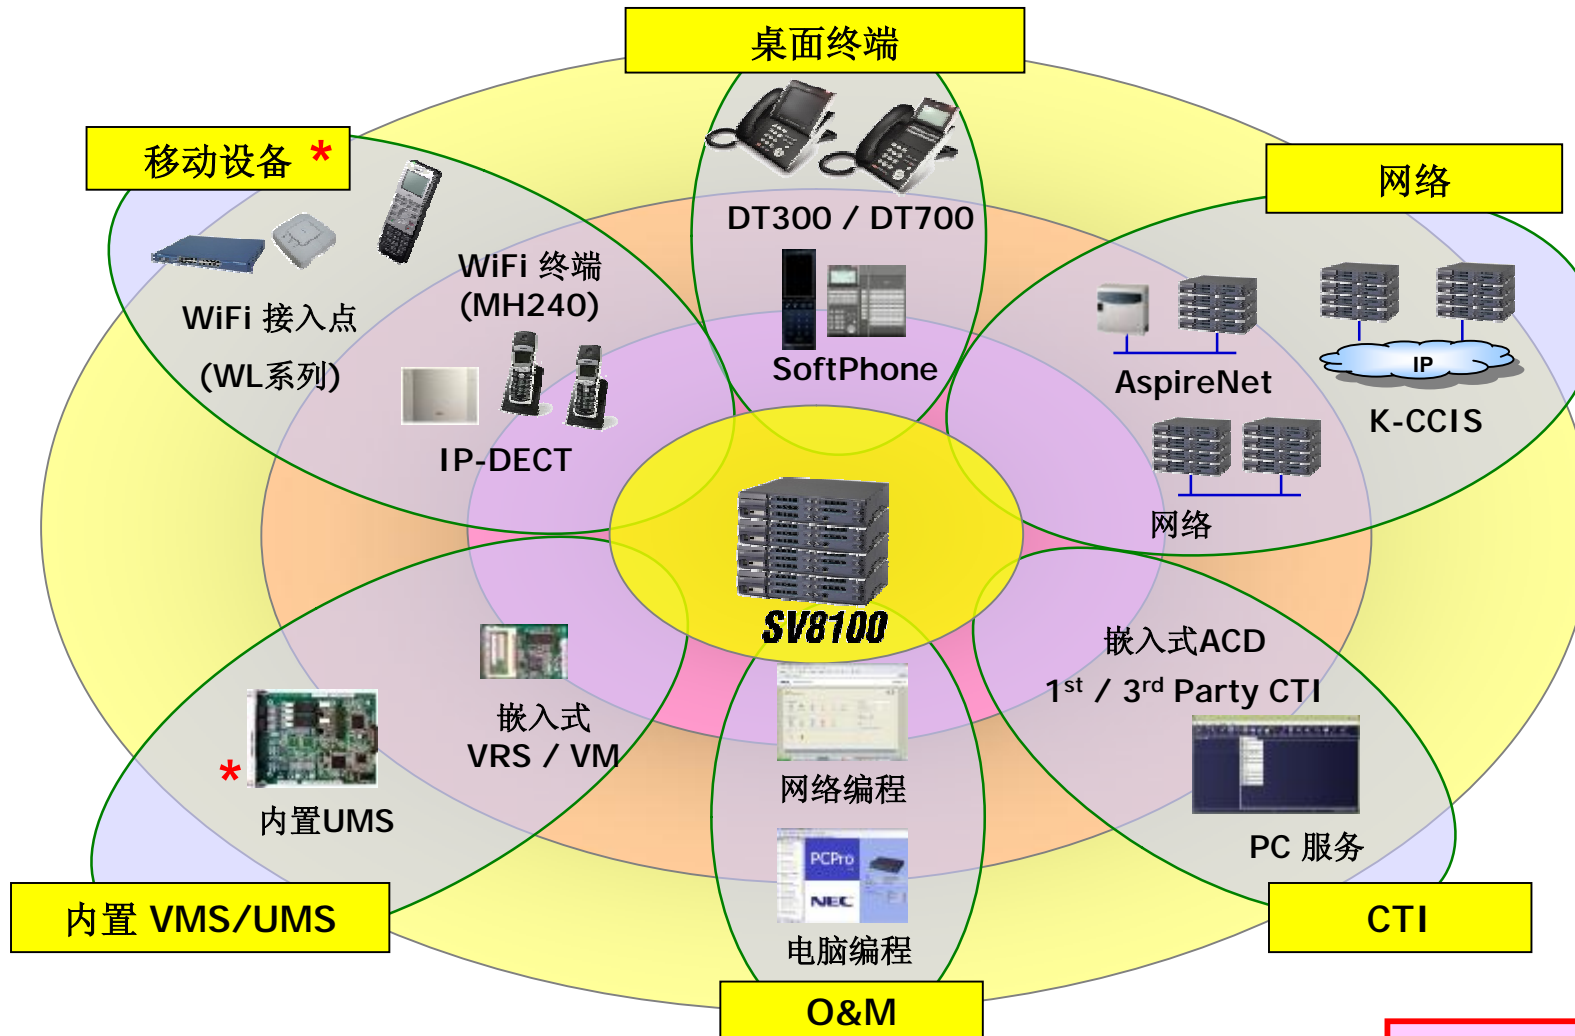 桌面终端
移动设备 *
网络
DT300 / DT700
WiFi 终端
(MH240)
WiFi 接入点
(WL系列)
SoftPhone
AspireNet
IP
K-CCIS
IP-DECT
网络
SV8100
嵌入式ACD
1st / 3rd Party CTI
嵌入式
VRS / VM
*
内置UMS
网络编程
PC 服务
PCPro
NEC
电脑编程
内置 VMS/UMS
CTI
O&M